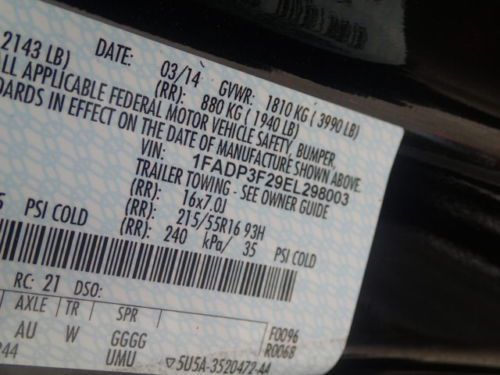 DATE: 03/14 GVWR: 1810 KG ( 3990 LB)
2143 LB) (RR): 880 KG ( 1940 LB)
ALL APPLICABLE FEDERAL MOTOR VEHICLE SAFETY, BUMPER,
STANDARDS IN EFFECT ON THE DATE OF MANUFACTURE SHOWN ABOVE.
VIN: 1FADP3F29EL298003
TRAILER TOWING - SEE OWNER GUIDE
(RR): 16x7.0J
(RR): 215/55R16 93H
PSI COLD (RR): 240 kPa/ 35 PSI COLD
RC: 21 DSO:
AXLE TR SPR
AU W GGGG F0096
UMU R0068
244 ▽5U5A-3520472-44